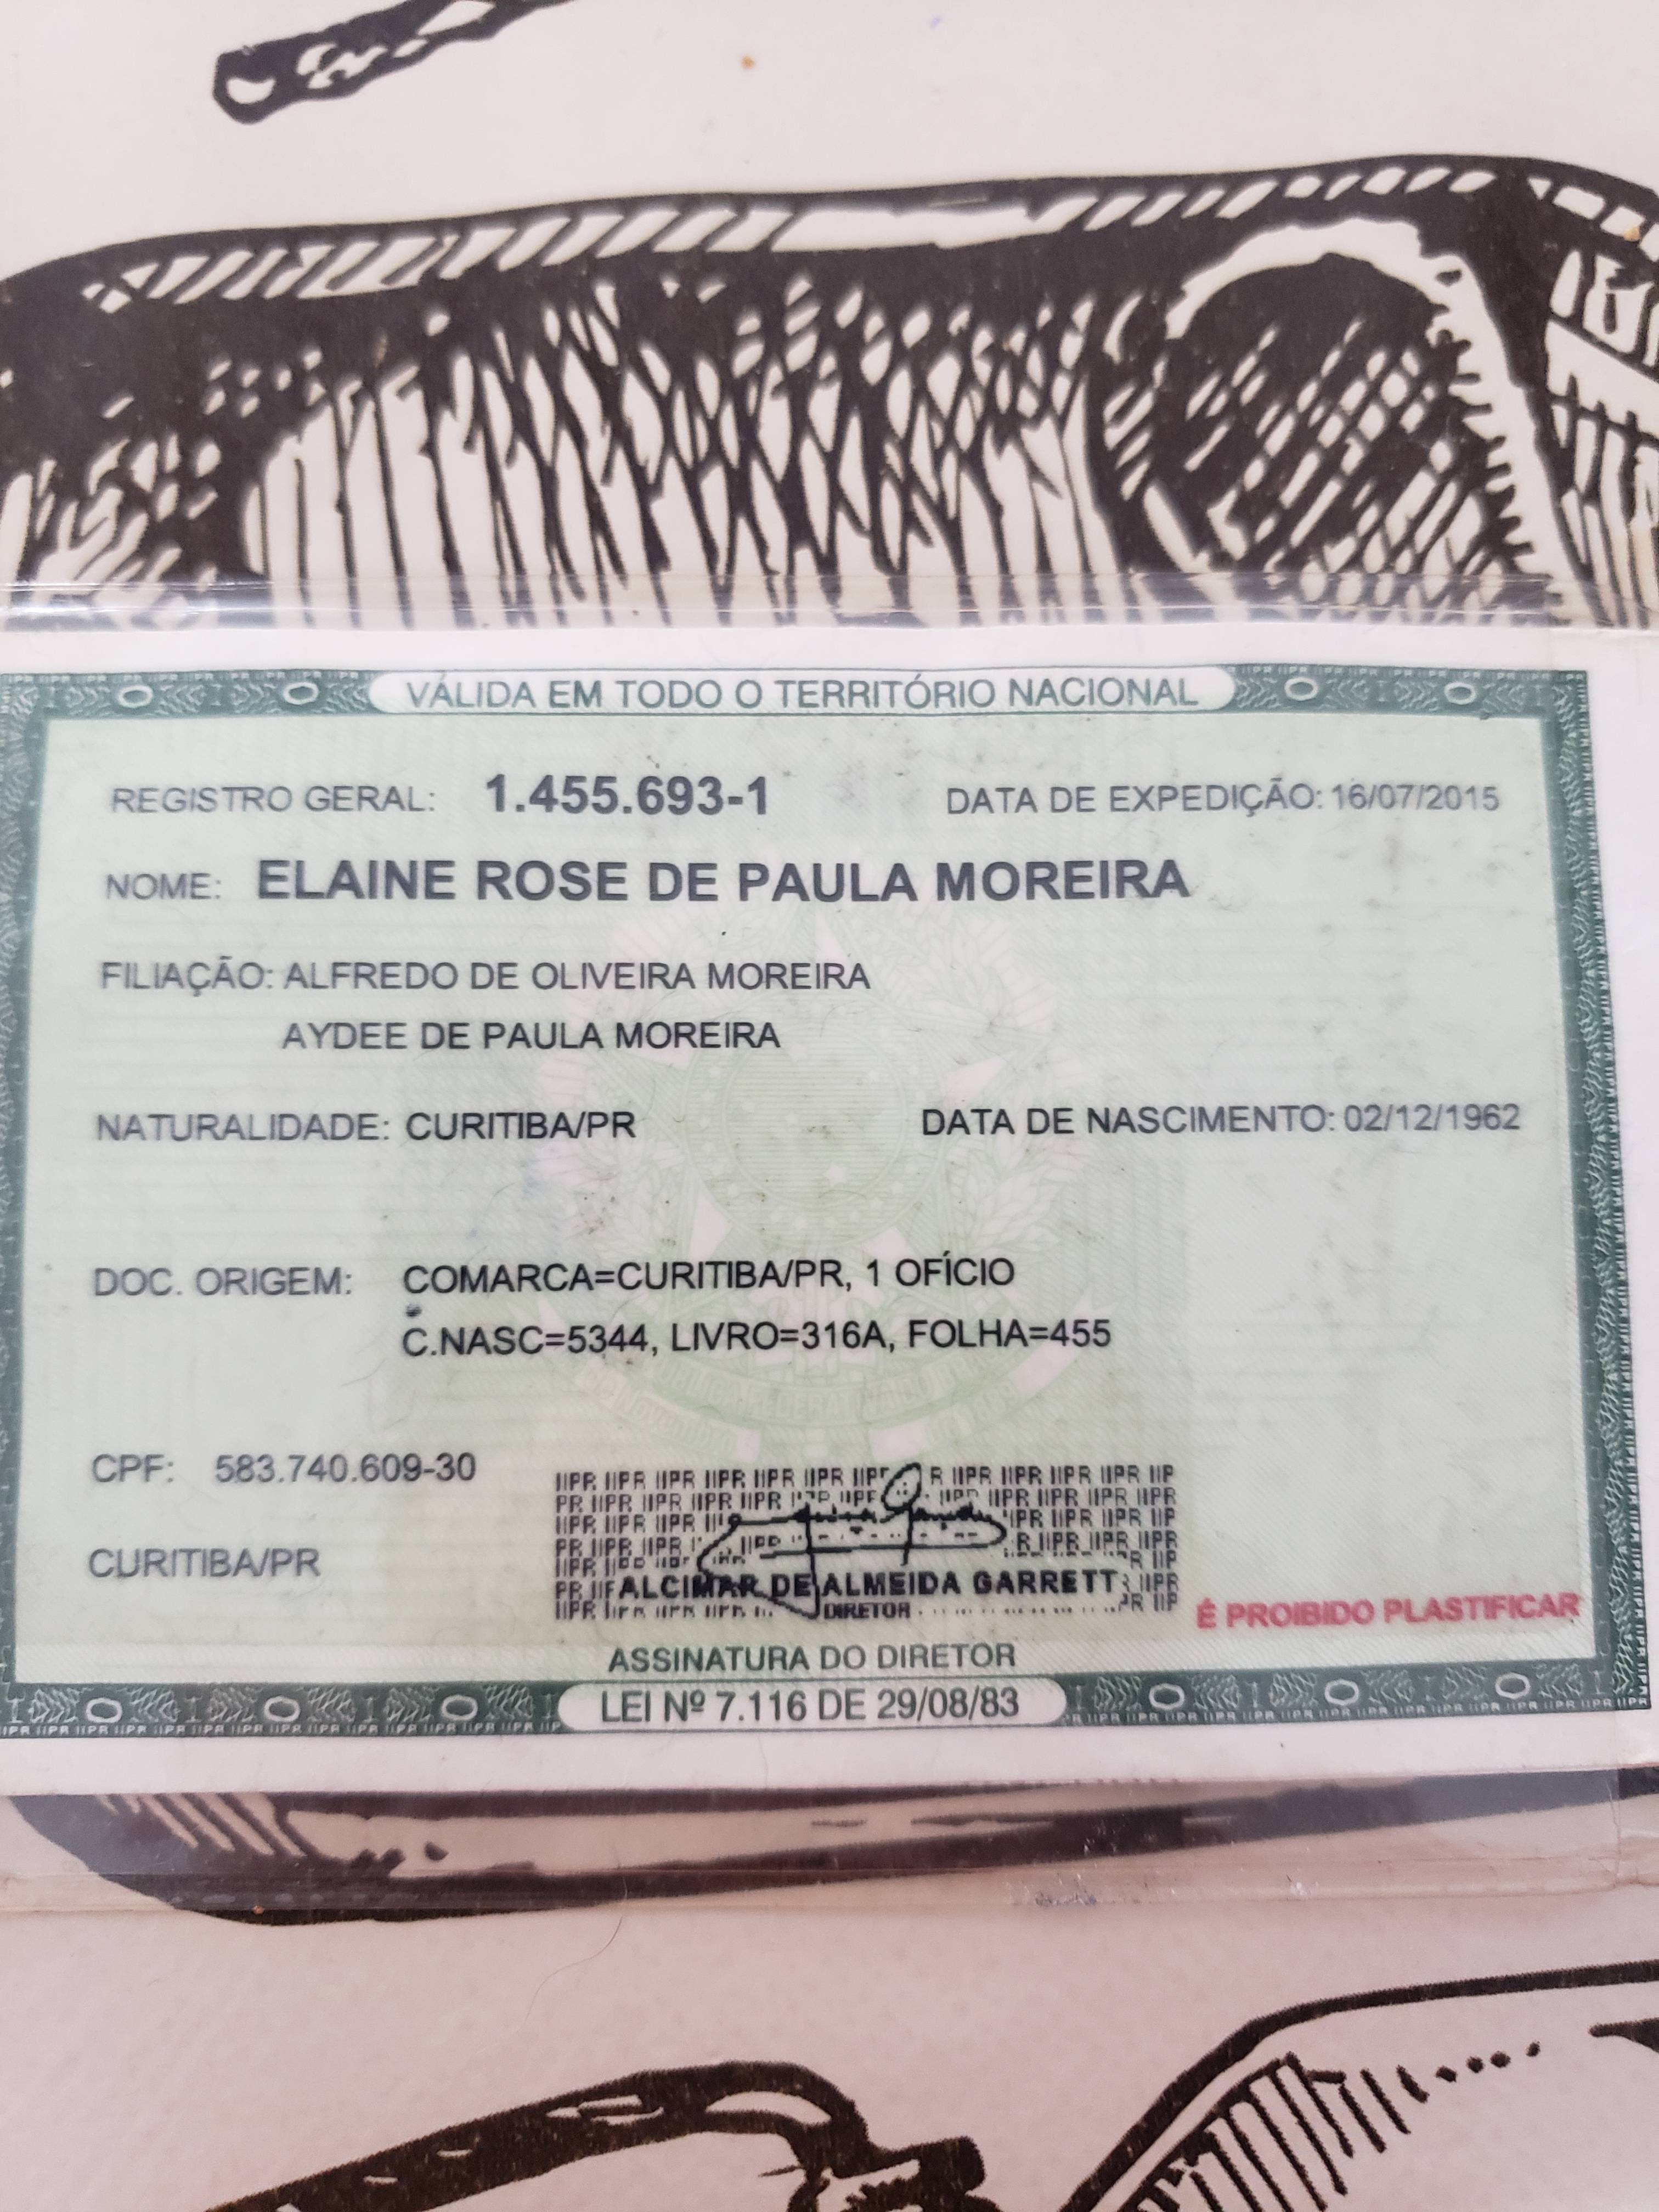 VÁLIDA EM TODO O TERRITÓRIO NACIONAL
REGISTRO GERAL: 1.455.693-1 DATA DE EXPEDIÇÃO: 16/07/2015
NOME: ELAINE ROSE DE PAULA MOREIRA
FILIAÇÃO: ALFREDO DE OLIVEIRA MOREIRA
AYDEE DE PAULA MOREIRA
NATURALIDADE: CURITIBA/PR DATA DE NASCIMENTO: 02/12/1962
DOC. ORIGEM: COMARCA=CURITIBA/PR, 1 OFÍCIO
C.NASC=5344, LIVRO=316A, FOLHA=455
CPF: 583.740.609-30
CURITIBA/PR
ALCIMAR DE ALMEIDA GARRETT
DIRETOR
É PROIBIDO PLASTIFICAR
ASSINATURA DO DIRETOR
LEI Nº 7.116 DE 29/08/83